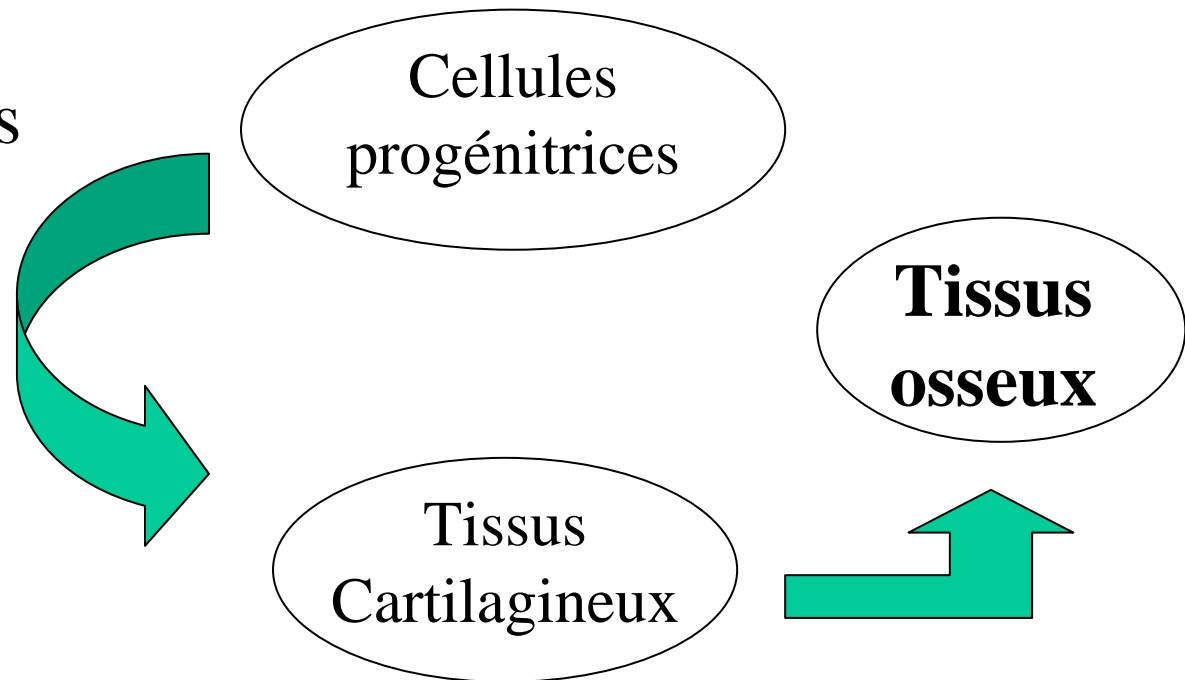 Cellules
progénitrices
Tissus
osseux
Tissus
Cartilagineux